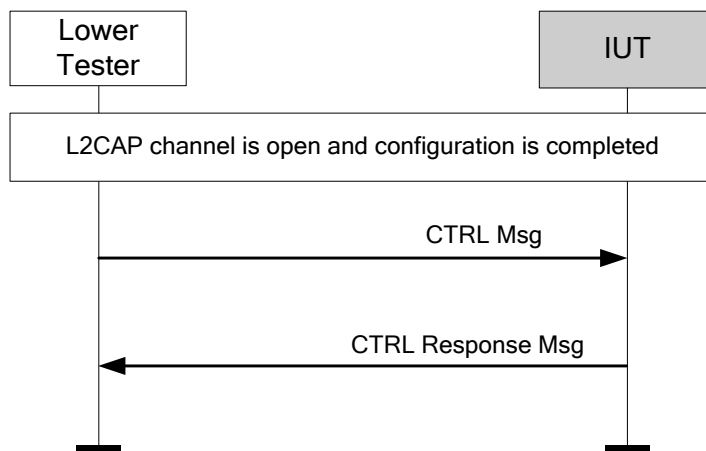 Lower
Tester
IUT
L2CAP channel is open and configuration is completed
CTRL Msg
CTRL Response Msg